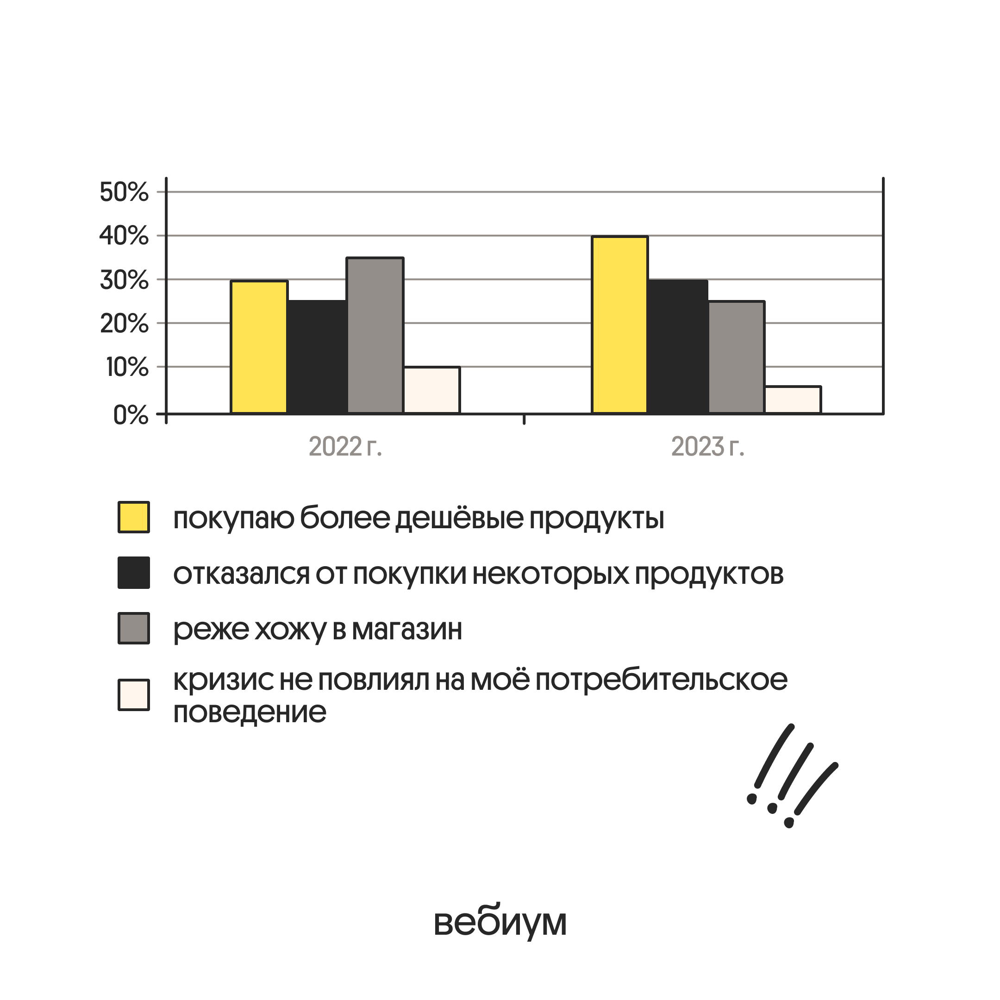 50%
40%
30%
20%
10%
0%
2022 г.
2023 г.
покупаю более дешёвые продукты
отказался от покупки некоторых продуктов
реже хожу в магазин
кризис не повлиял на моё потребительское
поведение
!!!
вебиум